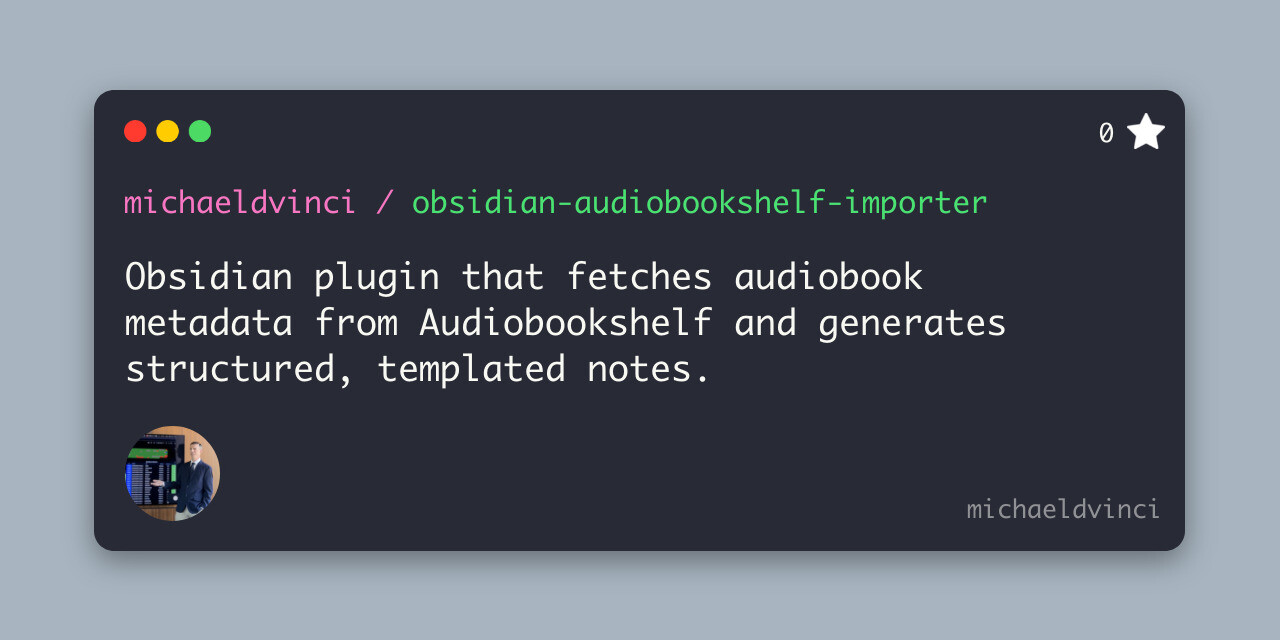 0
michaeldvinci / obsidian-audiobookshelf-importer
Obsidian plugin that fetches audiobook
metadata from Audiobookshelf and generates
structured, templated notes.
michaeldvinci